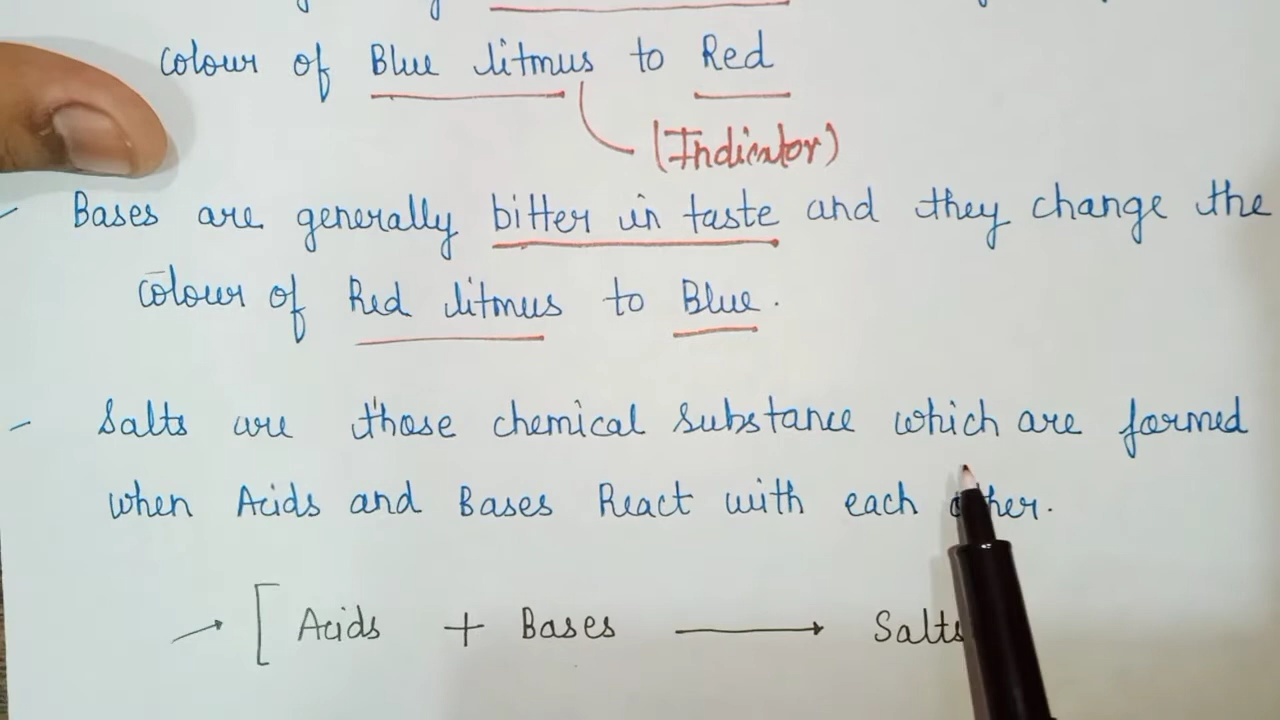 colour of Blue litmus to Red
(Indicator)
- Bases are generally bitter in taste and they change the
colour of Red litmus to Blue.
- Salts are those chemical substance which are formed
when Acids and Bases React with each other.
→ [ Acids + Bases → Salts